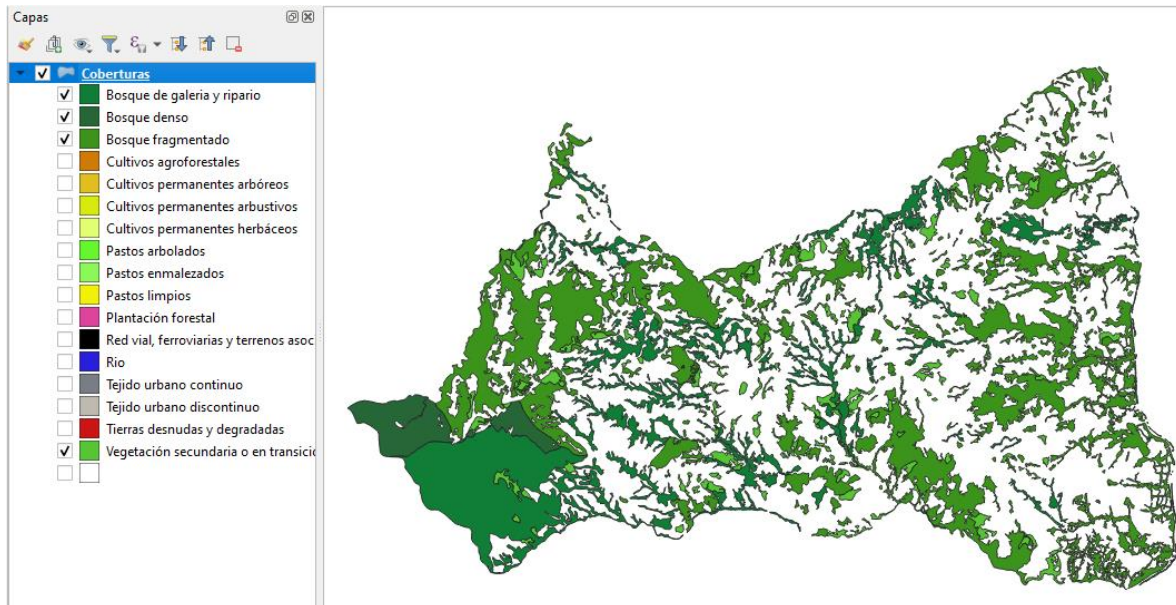 Capas
Coberturas
Bosque de galeria y ripario
Bosque denso
Bosque fragmentado
Cultivos agroforestales
Cultivos permanentes arbóreos
Cultivos permanentes arbustivos
Cultivos permanentes herbáceos
Pastos arbolados
Pastos enmalezados
Pastos limpios
Plantación forestal
Red vial, ferroviarias y terrenos asoc
Rio
Tejido urbano continuo
Tejido urbano discontinuo
Tierras desnudas y degradadas
Vegetación secundaria o en transici